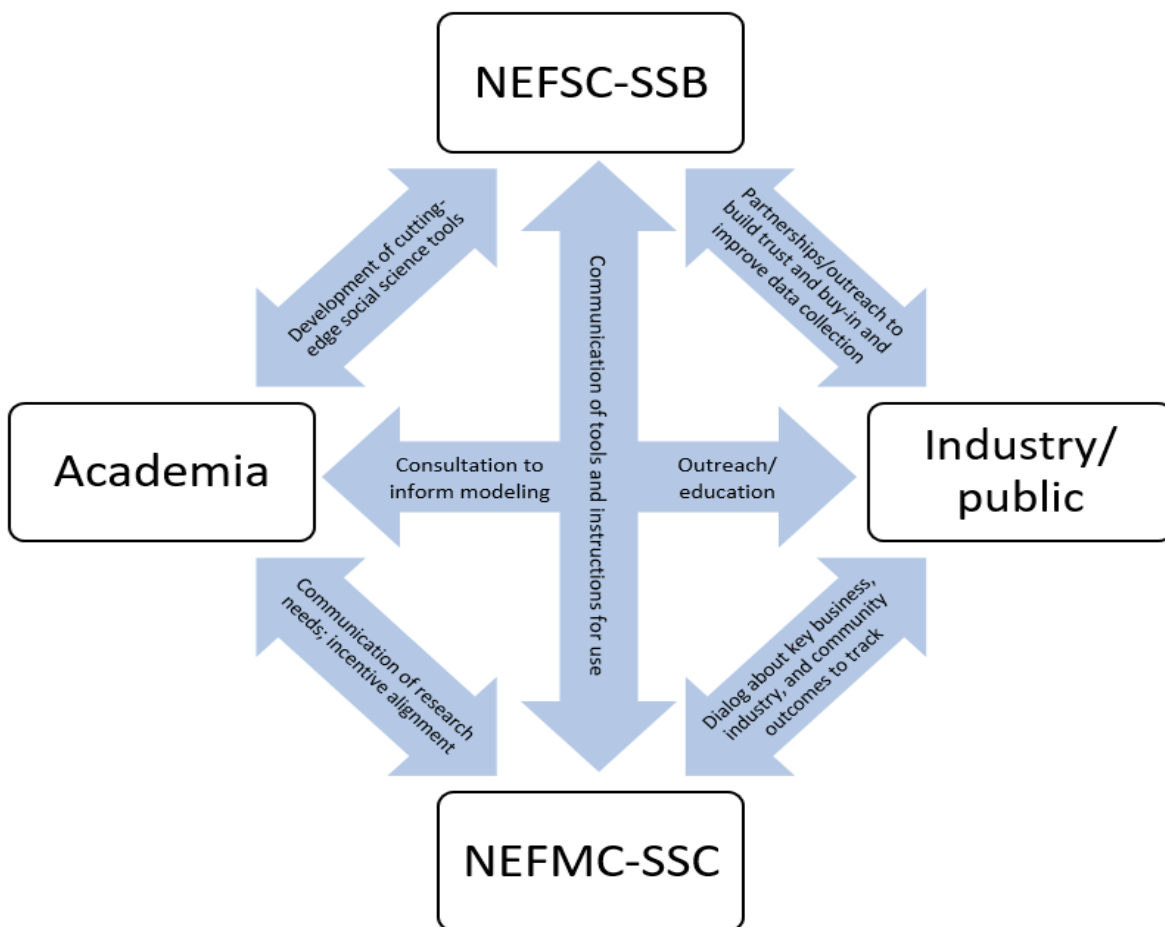 NEFSC-SSB
Development of cutting-
edge social science tools
Partnerships/outreach to
build trust and buy-in and
improve data collection
Communication of tools and instructions for use
Academia
Consultation to
inform modeling
Outreach/
education
Industry/
public
Communication of research
needs; incentive alignment
Dialog about key business,
industry, and community
outcomes to track
NEFMC-SSC